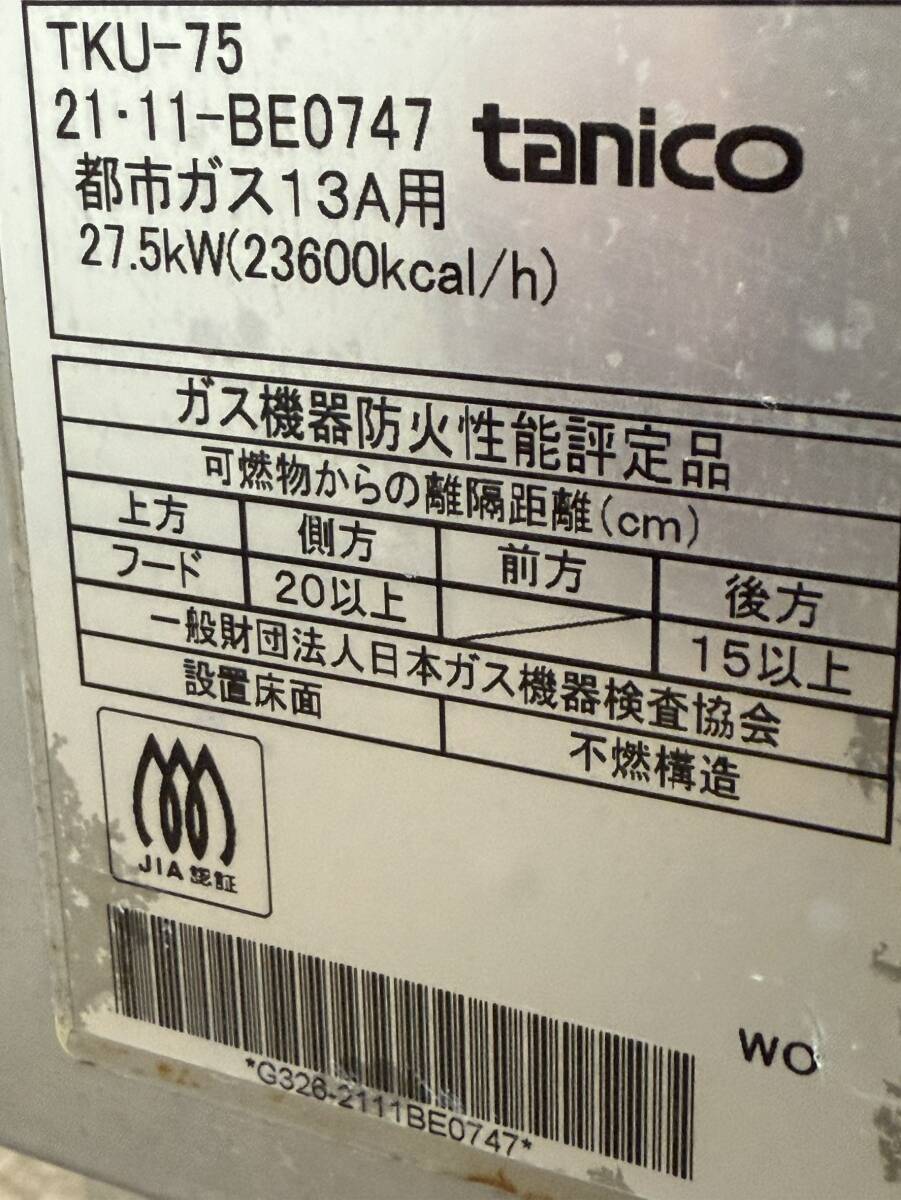 TKU-75
21・11-BE0747
tanico
都市ガス13A用
27.5kW(23600kcal/h)
ガス機器防火性能評定品
可燃物からの離隔距離(cm)
上方 側方 前方 後方
フード 20以上 15以上
一般財団法人日本ガス機器検査協会
設置床面 不燃構造
JIA認証
*G326-2111BE0747*
WO